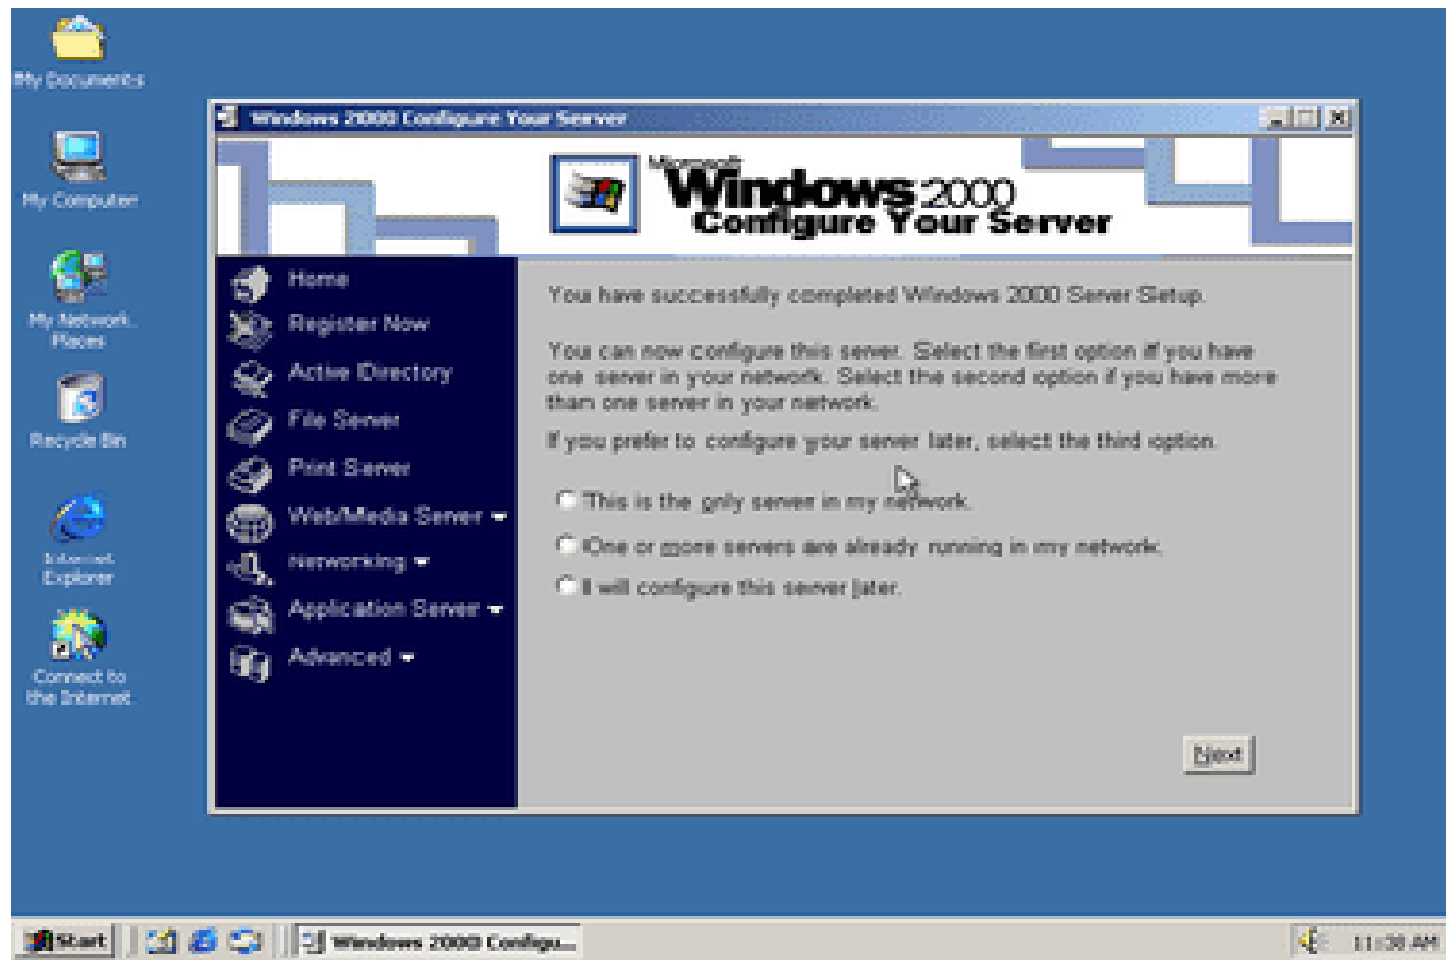 My Documents
My Computer
My Network
Places
Recycle Bin
Internet
Explorer
Connect to
the Internet
Windows 2000 Configure Your Server
Microsoft
Windows 2000
Configure Your Server
Home
Register Now
Active Directory
File Server
Print Server
Web/Media Server
Networking
Application Server
Advanced
You have successfully completed Windows 2000 Server Setup.
You can now configure this server. Select the first option if you have
one server in your network. Select the second option if you have more
than one server in your network.
If you prefer to configure your server later, select the third option.
This is the only server in my network.
One or more servers are already running in my network.
I will configure this server later.
Next
Start
Windows 2000 Configu...
11:38 AM